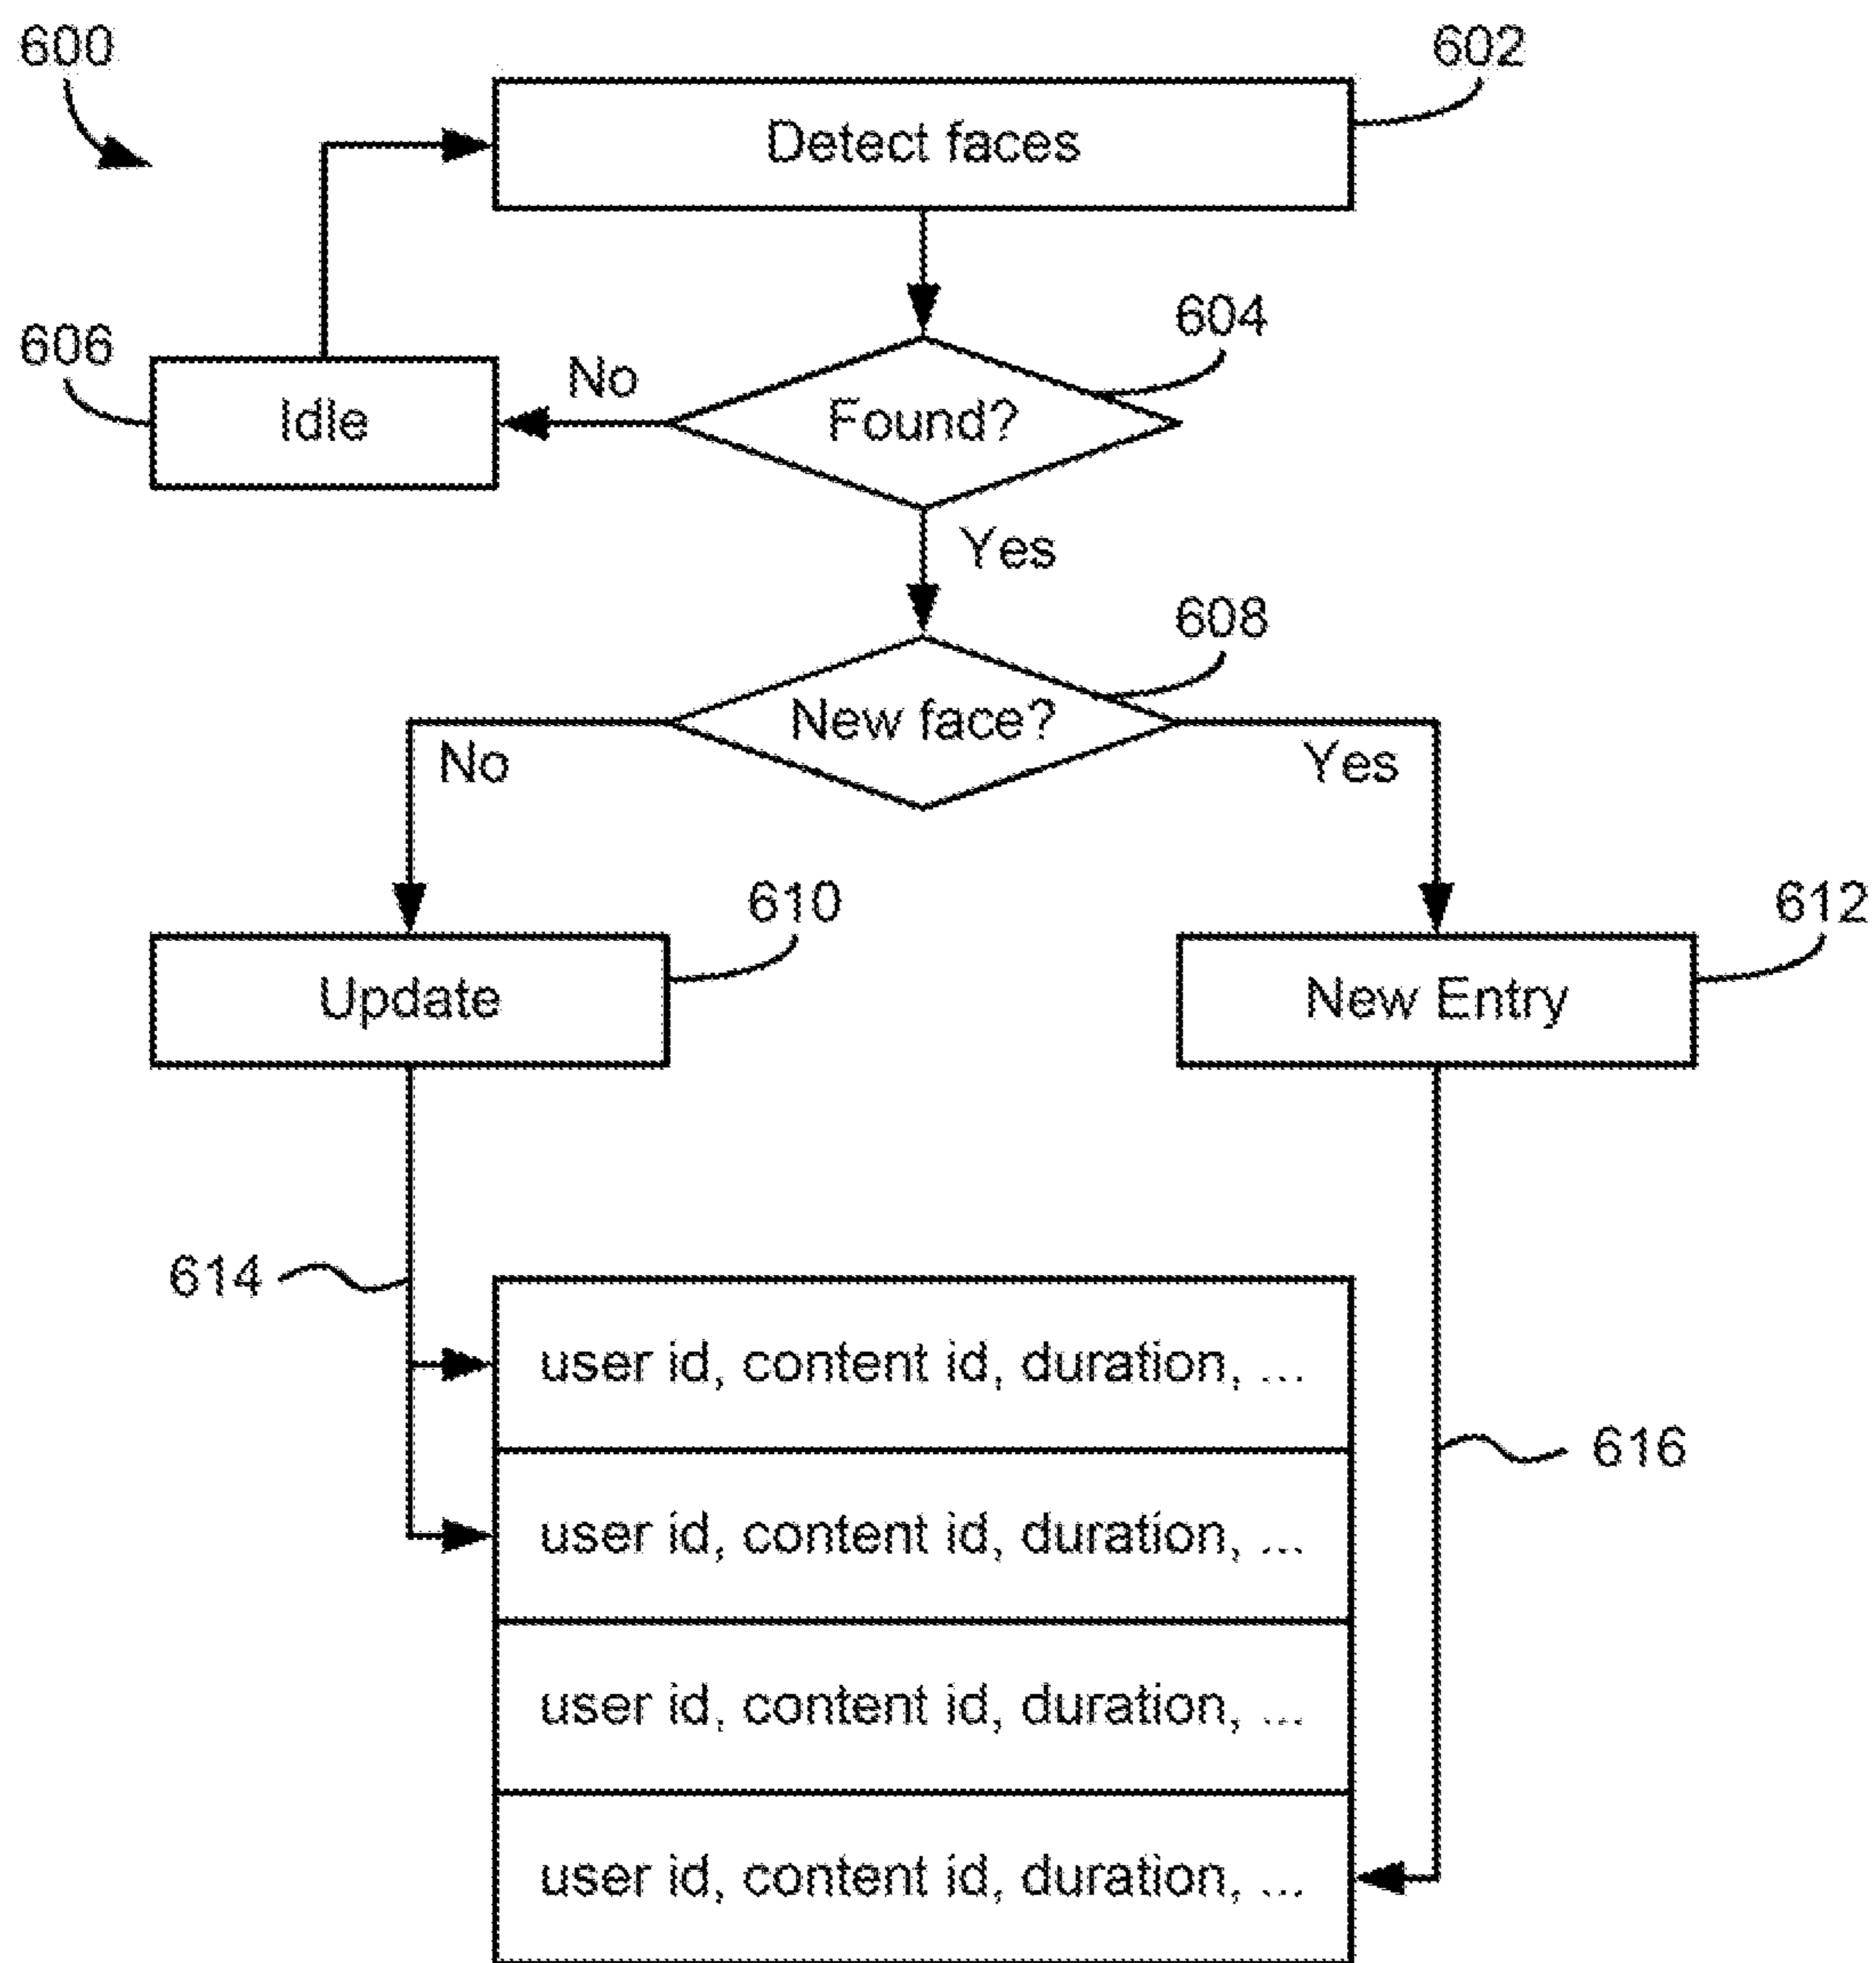 600
602
Detect faces
604
606
No
Idle
Found?
Yes
608
New face?
No
Yes
610
612
Update
New Entry
614
user id, content id, duration, ...
616
user id, content id, duration, ...
user id, content id, duration, ...
user id, content id, duration, ...